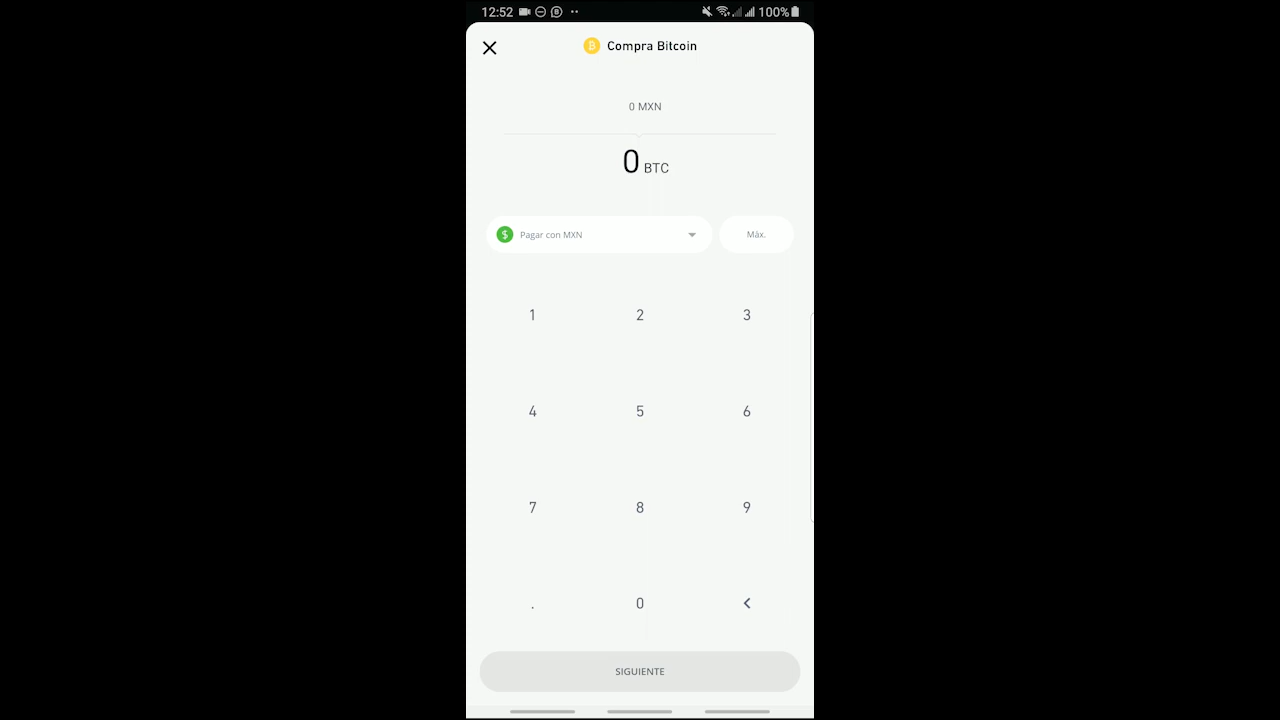 12:52 100%
Compra Bitcoin
0 MXN
0 BTC
$ Pagar con MXN Máx.
1 2 3
4 5 6
7 8 9
. 0
SIGUIENTE